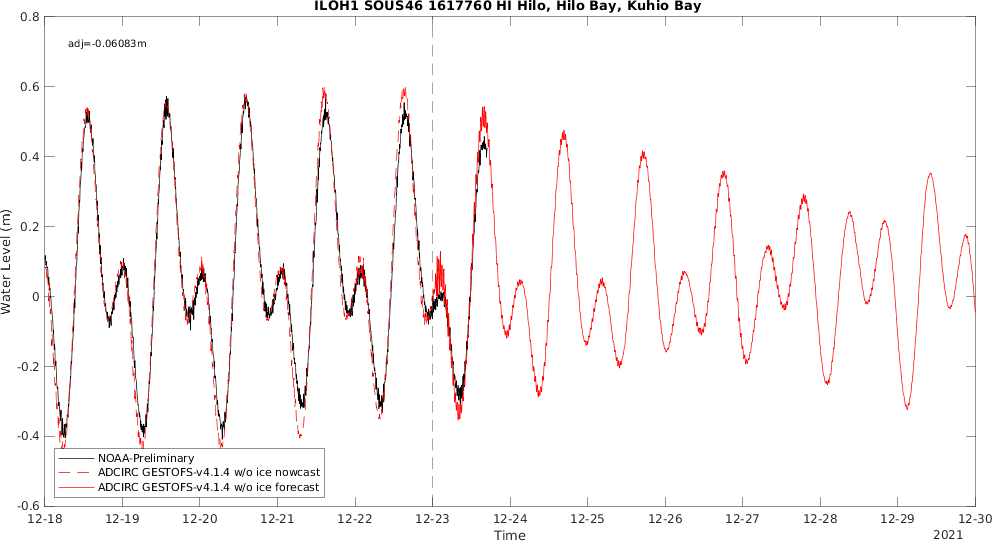 ILOH1 SOUS46 1617760 HI Hilo, Hilo Bay, Kuhio Bay
adj=-0.06083m
0.8
0.6
0.4
0.2
0
-0.2
-0.4
-0.6
Water Level (m)
NOAA-Preliminary
ADCIRC GESTOFS-v4.1.4 w/o ice nowcast
ADCIRC GESTOFS-v4.1.4 w/o ice forecast
12-18 12-19 12-20 12-21 12-22 12-23 12-24 12-25 12-26 12-27 12-28 12-29 12-30
Time
2021